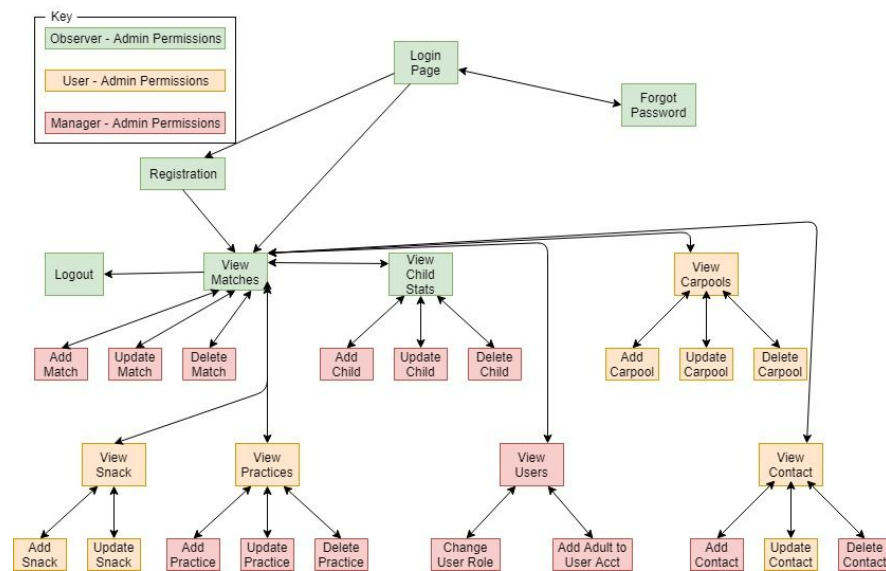 Key
Observer - Admin Permissions
User - Admin Permissions
Manager - Admin Permissions
Login
Page
Forgot
Password
Registration
Logout
View
Matches
View
Child
Stats
View
Carpools
Add
Match
Update
Match
Delete
Match
Add
Child
Update
Child
Delete
Child
Add
Carpool
Update
Carpool
Delete
Carpool
View
Snack
View
Practices
View
Users
View
Contact
Add
Snack
Update
Snack
Add
Practice
Update
Practice
Delete
Practice
Change
User Role
Add Adult to
User Acct
Add
Contact
Update
Contact
Delete
Contact